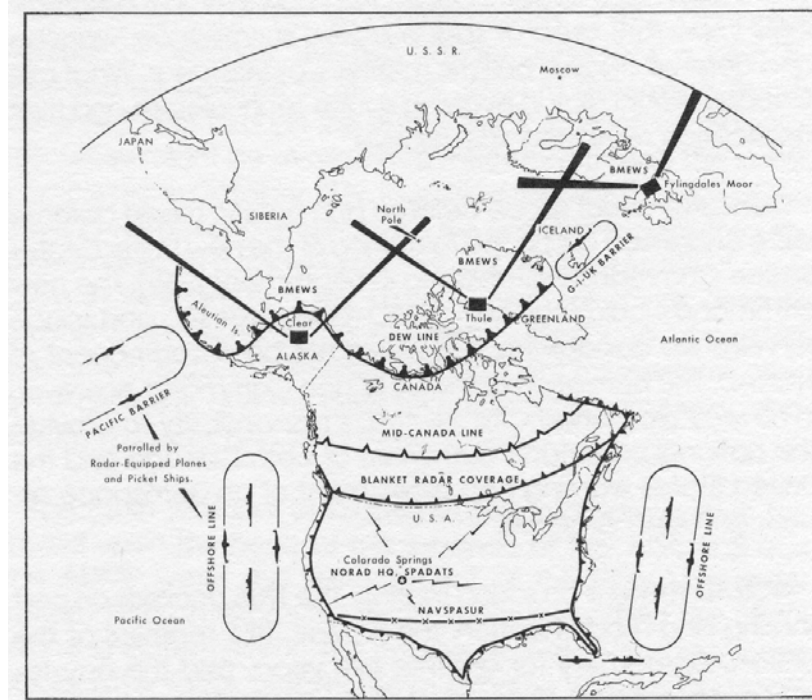 U. S. S. R.
Moscow
JAPAN
BMEWS
Fylingdales Moor
SIBERIA
North
Pole
ICELAND
G-I-UK BARRIER
BMEWS
BMEWS
Aleutian Is.
Clear
Thule
GREENLAND
DEW LINE
ALASKA
Atlantic Ocean
CANADA
PACIFIC BARRIER
MID-CANADA LINE
Patrolled by
Radar-Equipped Planes
and Picket Ships.
BLANKET RADAR COVERAGE
U. S. A.
OFFSHORE LINE
OFFSHORE LINE
Colorado Springs
NORAD HQ. SPADATS
NAVSPASUR
Pacific Ocean